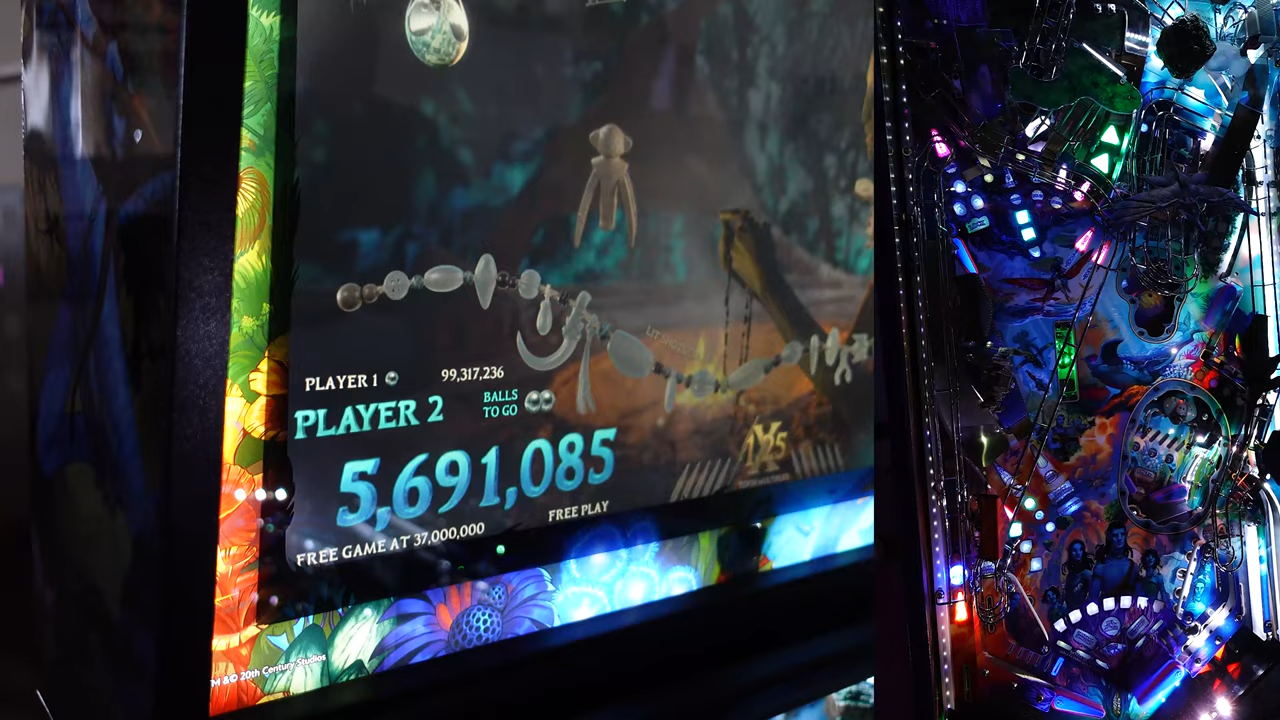 PLAYER 1 99,317,236
PLAYER 2 BALLS
TO GO
5,691,085
FREE GAME AT 37,000,000 FREE PLAY
1X5
TM & © 20th Century Studios